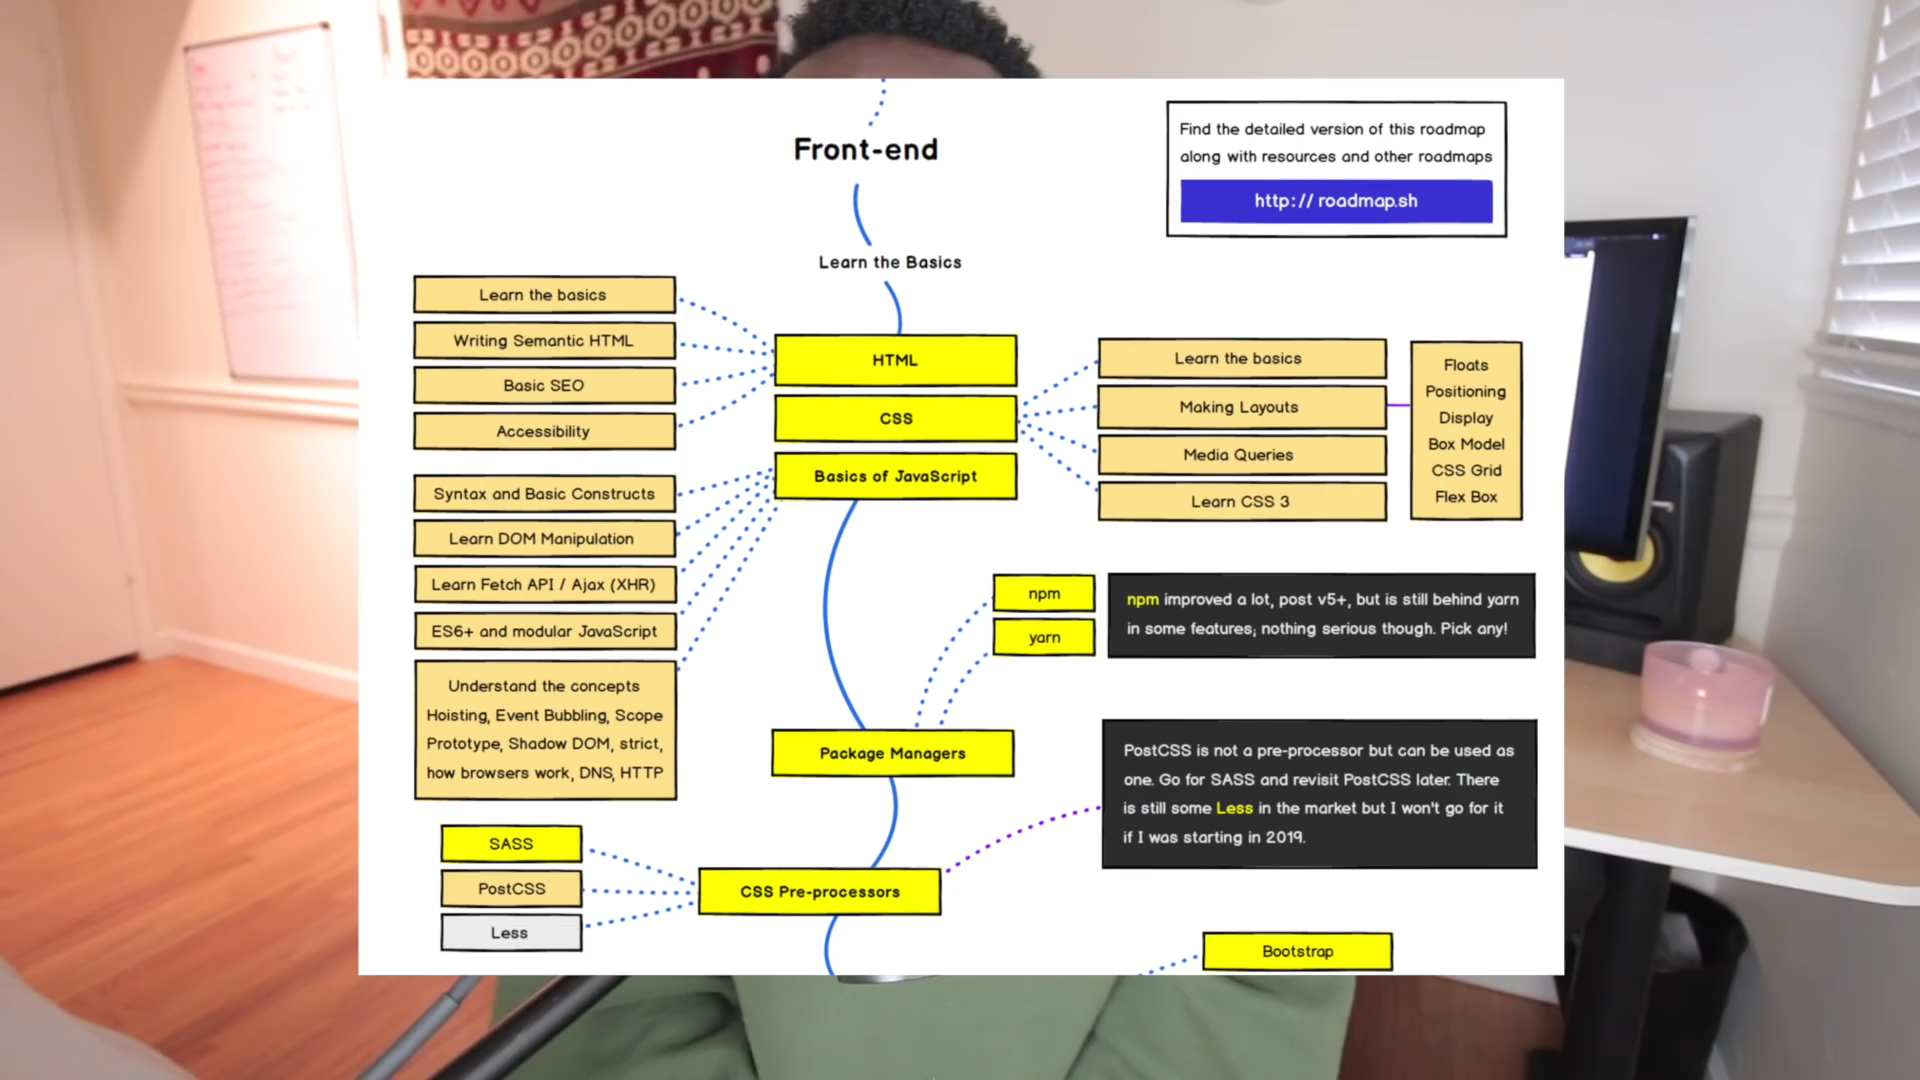 Front-end
Find the detailed version of this roadmap
along with resources and other roadmaps
http:// roadmap.sh
Learn the Basics
Learn the basics
Writing Semantic HTML
Basic SEO
Accessibility
HTML
CSS
Basics of JavaScript
Learn the basics
Making Layouts
Media Queries
Learn CSS 3
Floats
Positioning
Display
Box Model
CSS Grid
Flex Box
Syntax and Basic Constructs
Learn DOM Manipulation
Learn Fetch API / Ajax (XHR)
ES6+ and modular JavaScript
Understand the concepts
Hoisting, Event Bubbling, Scope
Prototype, Shadow DOM, strict,
how browsers work, DNS, HTTP
npm
yarn
npm improved a lot, post v5+, but is still behind yarn
in some features; nothing serious though. Pick any!
Package Managers
PostCSS is not a pre-processor but can be used as
one. Go for SASS and revisit PostCSS later. There
is still some Less in the market but I won't go for it
if I was starting in 2019.
SASS
PostCSS
Less
CSS Pre-processors
Bootstrap